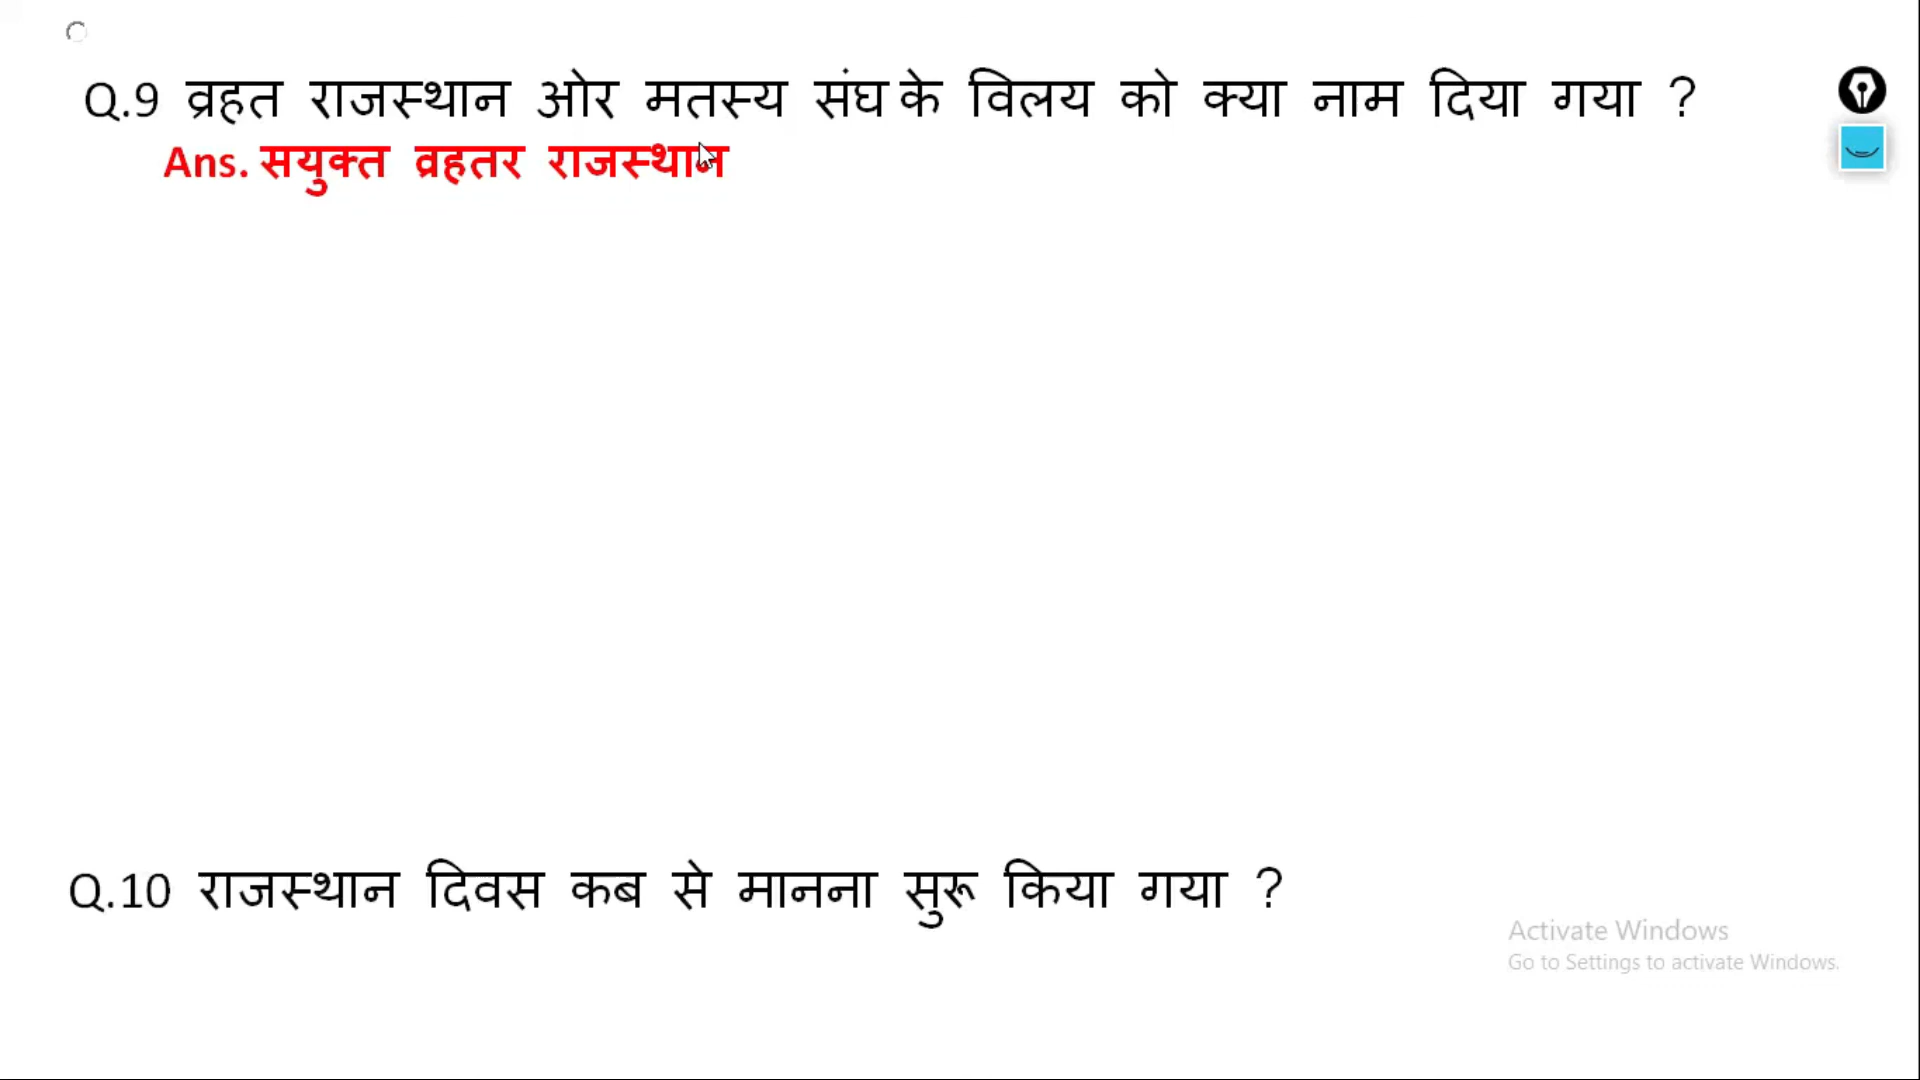 Q.9 व्रहत राजस्थान ओर मतस्य संघ के विलय को क्या नाम दिया गया ?
Ans. सयुक्त व्रहतर राजस्थान
Q.10 राजस्थान दिवस कब से मानना सुरू किया गया ?
Activate Windows
Go to Settings to activate Windows.